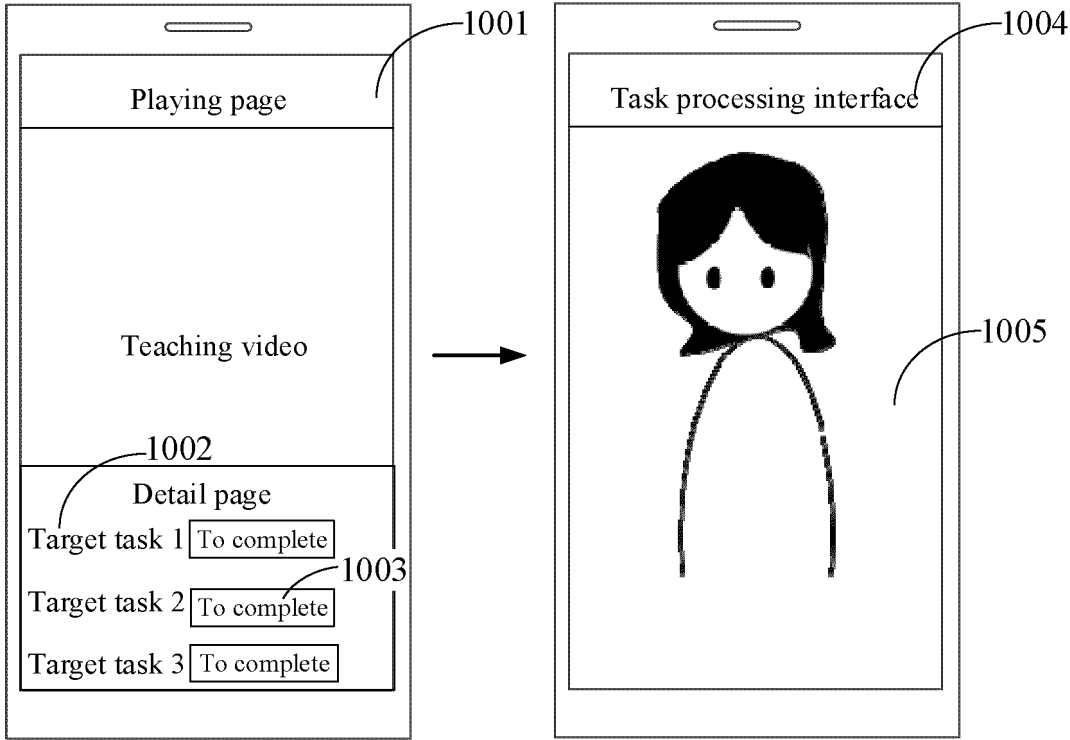 1001
Playing page
Teaching video
1002
Detail page
Target task 1 To complete
1003
Target task 2 To complete
Target task 3 To complete
1004
Task processing interface
1005